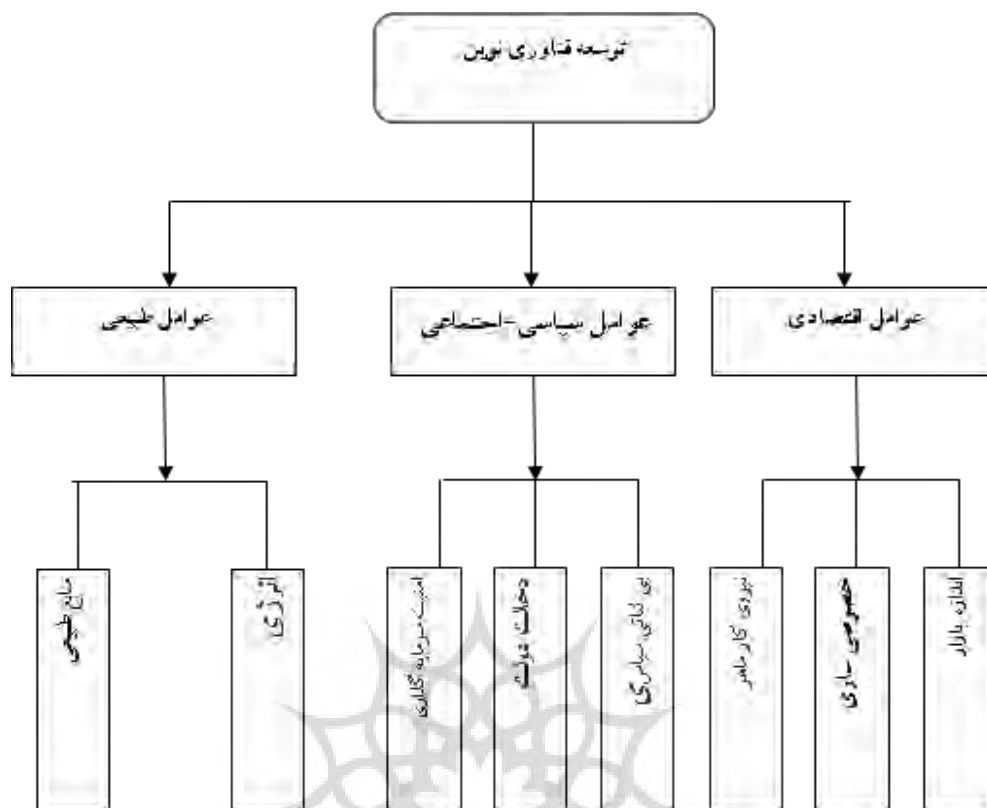 توسعه فناوری نوین
عوامل اقتصادی
عوامل سیاسی-اجتماعی
عوامل طبیعی
اندازه بازار
خصوصی سازی
نیروی کار ماهر
بی ثباتی سیاسی
دخالت دولت
امنیت سرمایه گذاری
انرژی
منابع طبیعی